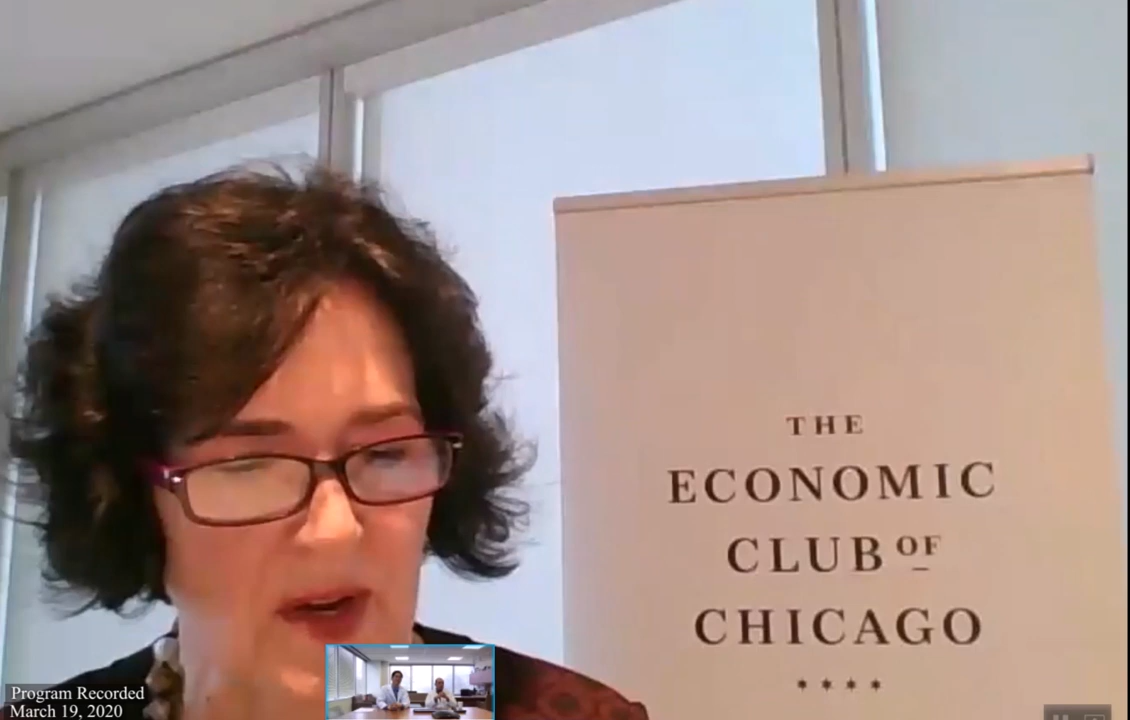 THE
ECONOMIC
CLUB OF
CHICAGO
****
Program Recorded
March 19, 2020